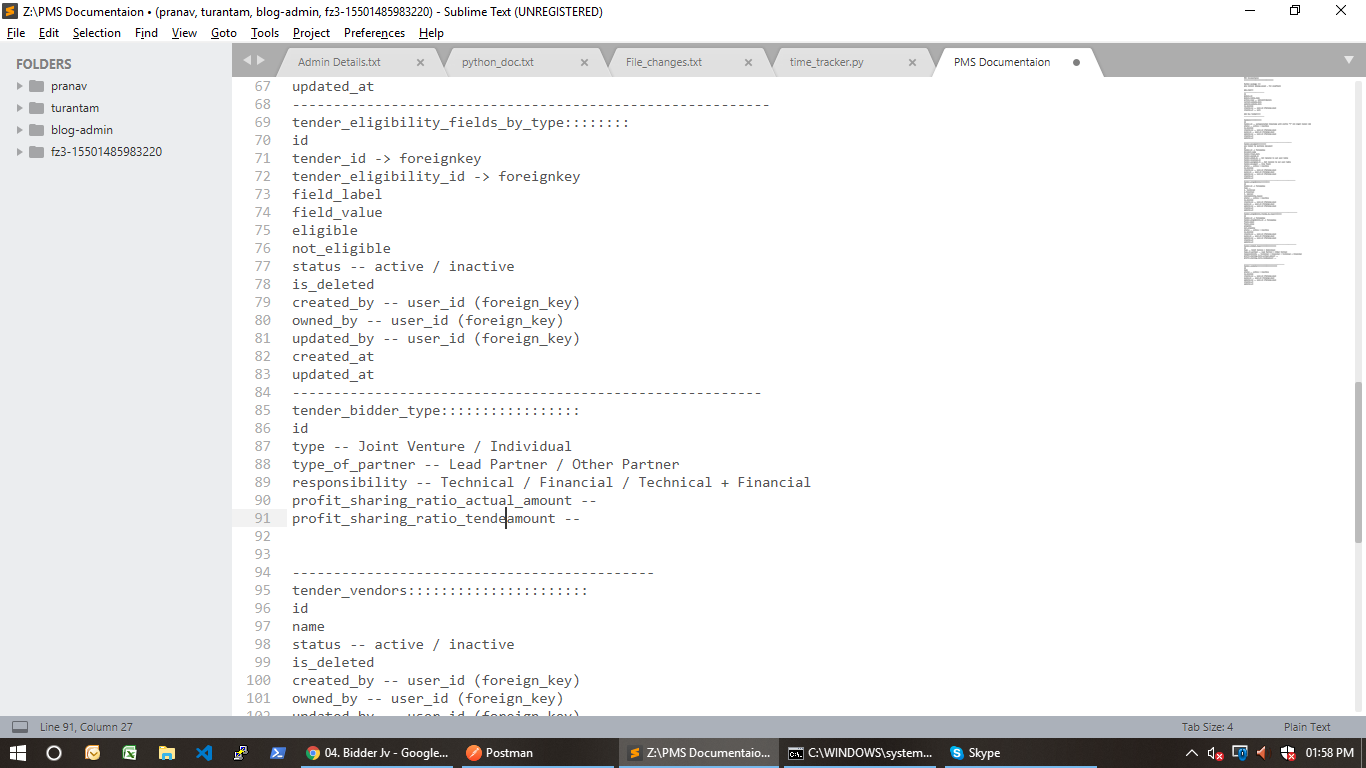 Z:\PMS Documentaion • (pranav, turantam, blog-admin, fz3-15501485983220) - Sublime Text (UNREGISTERED)
File Edit Selection Find View Goto Tools Project Preferences Help
FOLDERS
pranav
turantam
blog-admin
fz3-15501485983220
Admin Details.txt
python_doc.txt
File_changes.txt
time_tracker.py
PMS Documentaion
67 updated_at
68 ----------------------------------------------------------
69 tender_eligibility_fields_by_type::::::::
70 id
71 tender_id -> foreignkey
72 tender_eligibility_id -> foreignkey
73 field_label
74 field_value
75 eligible
76 not_eligible
77 status -- active / inactive
78 is_deleted
79 created_by -- user_id (foreign_key)
80 owned_by -- user_id (foreign_key)
81 updated_by -- user_id (foreign_key)
82 created_at
83 updated_at
84 ---------------------------------------------------------
85 tender_bidder_type:::::::::::::::::
86 id
87 type -- Joint Venture / Individual
88 type_of_partner -- Lead Partner / Other Partner
89 responsibility -- Technical / Financial / Technical + Financial
90 profit_sharing_ratio_actual_amount --
91 profit_sharing_ratio_tendeamount --
92
93
94 --------------------------------------------
95 tender_vendors::::::::::::::::::::::
96 id
97 name
98 status -- active / inactive
99 is_deleted
100 created_by -- user_id (foreign_key)
101 owned_by -- user_id (foreign_key)
102 updated_by -- user_id (foreign_key)
Line 91, Column 27
Tab Size: 4
Plain Text
04. Bidder Jv - Google...
Postman
Z:\PMS Documentaio...
C:\WINDOWS\system...
Skype
01:58 PM